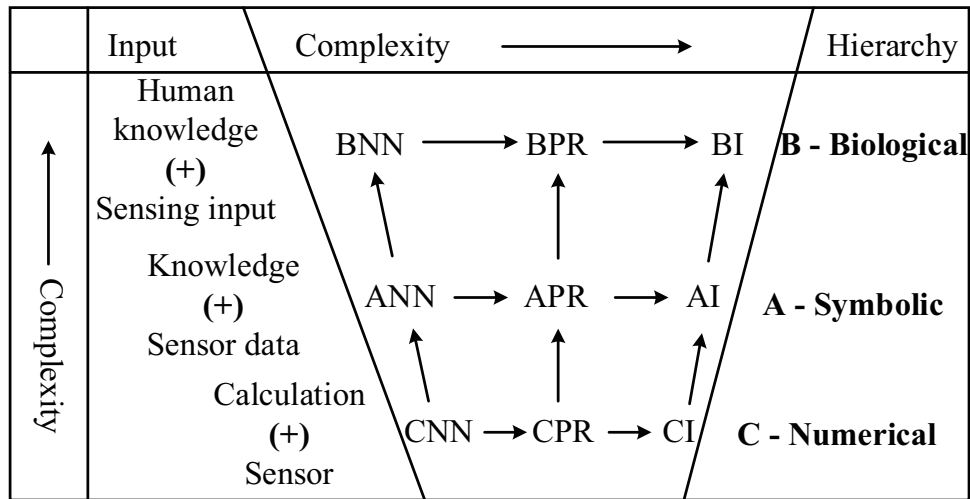 Input
Complexity
Hierarchy
Human
knowledge
(+)
Sensing input
BNN
BPR
BI
B - Biological
Complexity
Knowledge
(+)
Sensor data
ANN
APR
AI
A - Symbolic
Calculation
(+)
Sensor
CNN
CPR
CI
C - Numerical